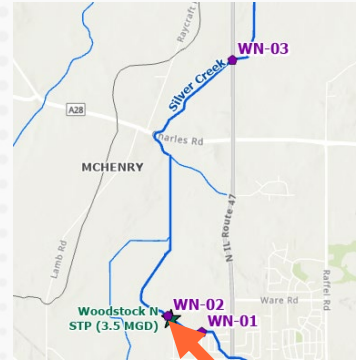 Raycraft
WN-03
Silver Creek
A28
Charles Rd
MCHENRY
N IL Route 47
Lamb Rd
Raffel Rd
Woodstock N
STP (3.5 MGD)
WN-02
Ware Rd
WN-01